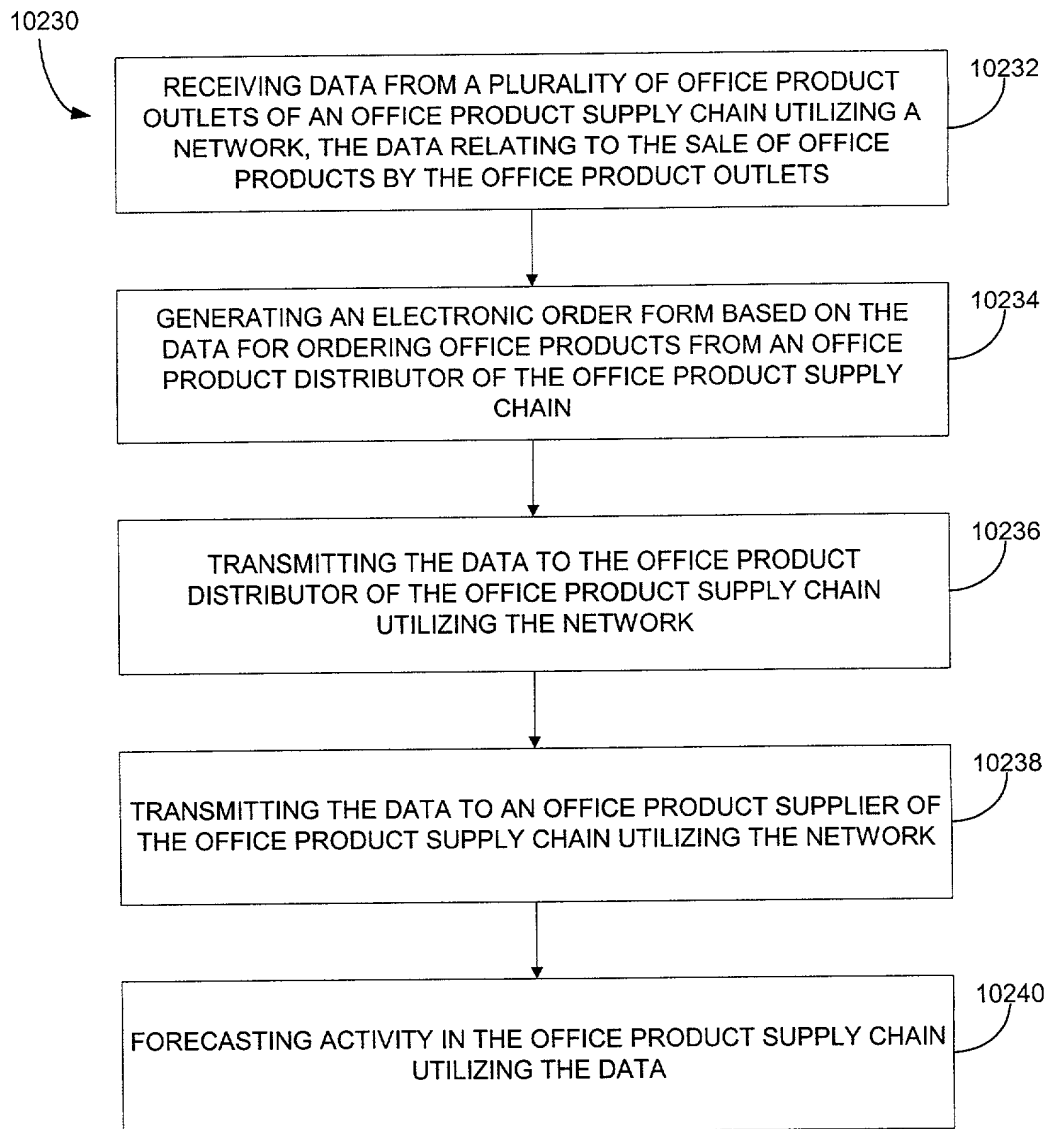 10230
RECEIVING DATA FROM A PLURALITY OF OFFICE PRODUCT
OUTLETS OF AN OFFICE PRODUCT SUPPLY CHAIN UTILIZING A
NETWORK, THE DATA RELATING TO THE SALE OF OFFICE
PRODUCTS BY THE OFFICE PRODUCT OUTLETS
10232
GENERATING AN ELECTRONIC ORDER FORM BASED ON THE
DATA FOR ORDERING OFFICE PRODUCTS FROM AN OFFICE
PRODUCT DISTRIBUTOR OF THE OFFICE PRODUCT SUPPLY
CHAIN
10234
TRANSMITTING THE DATA TO THE OFFICE PRODUCT
DISTRIBUTOR OF THE OFFICE PRODUCT SUPPLY CHAIN
UTILIZING THE NETWORK
10236
TRANSMITTING THE DATA TO AN OFFICE PRODUCT SUPPLIER OF
THE OFFICE PRODUCT SUPPLY CHAIN UTILIZING THE NETWORK
10238
FORECASTING ACTIVITY IN THE OFFICE PRODUCT SUPPLY CHAIN
UTILIZING THE DATA
10240